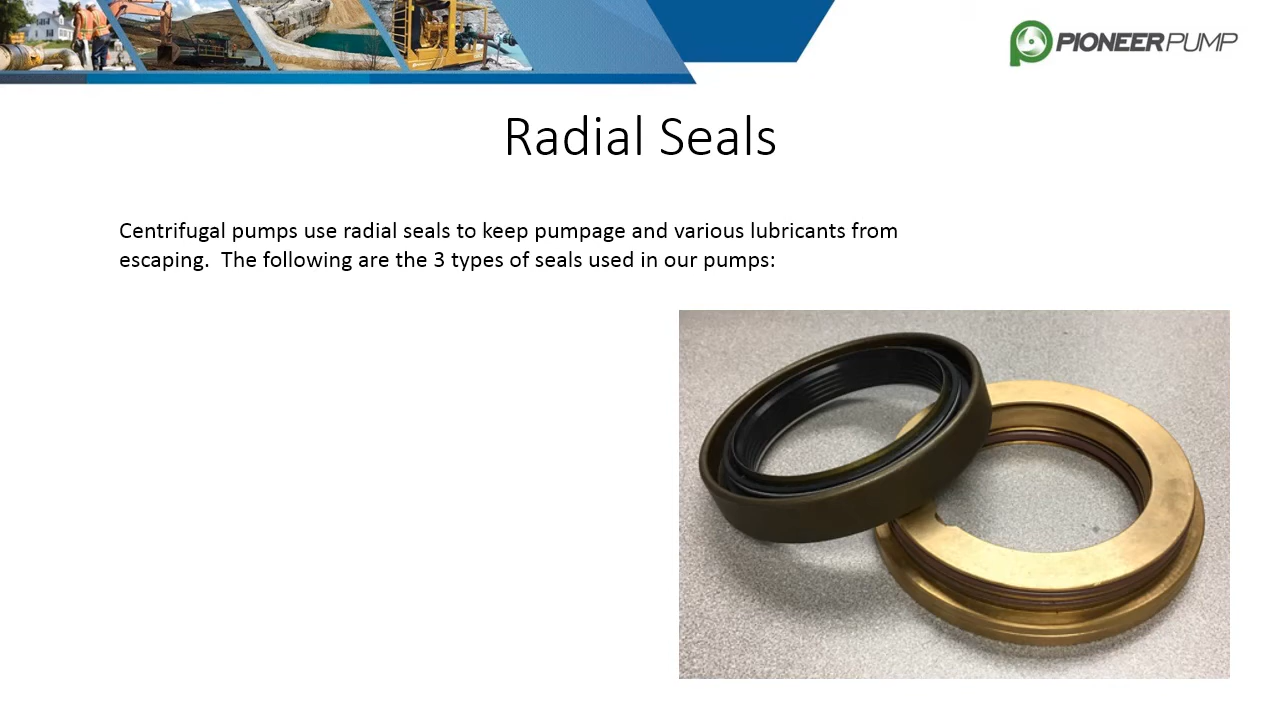 PIONEERPUMP
Radial Seals
Centrifugal pumps use radial seals to keep pumpage and various lubricants from
escaping.  The following are the 3 types of seals used in our pumps: